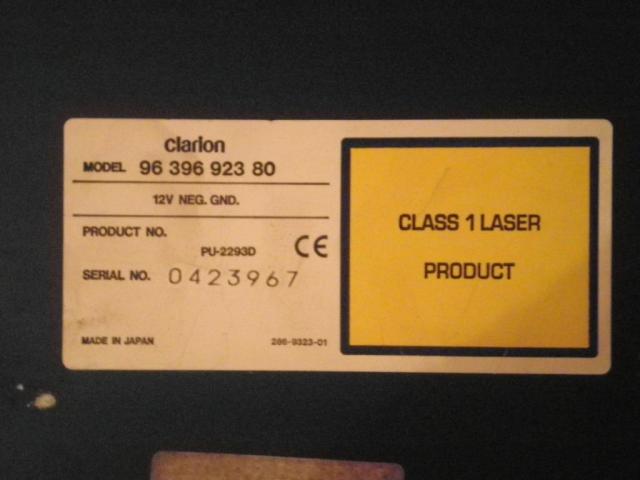 clarion
MODEL 96 396 923 80
12V NEG. GND.
PRODUCT NO.
PU-2293D
CE
SERIAL NO. 0423967
MADE IN JAPAN
286-9323-01
CLASS 1 LASER
PRODUCT